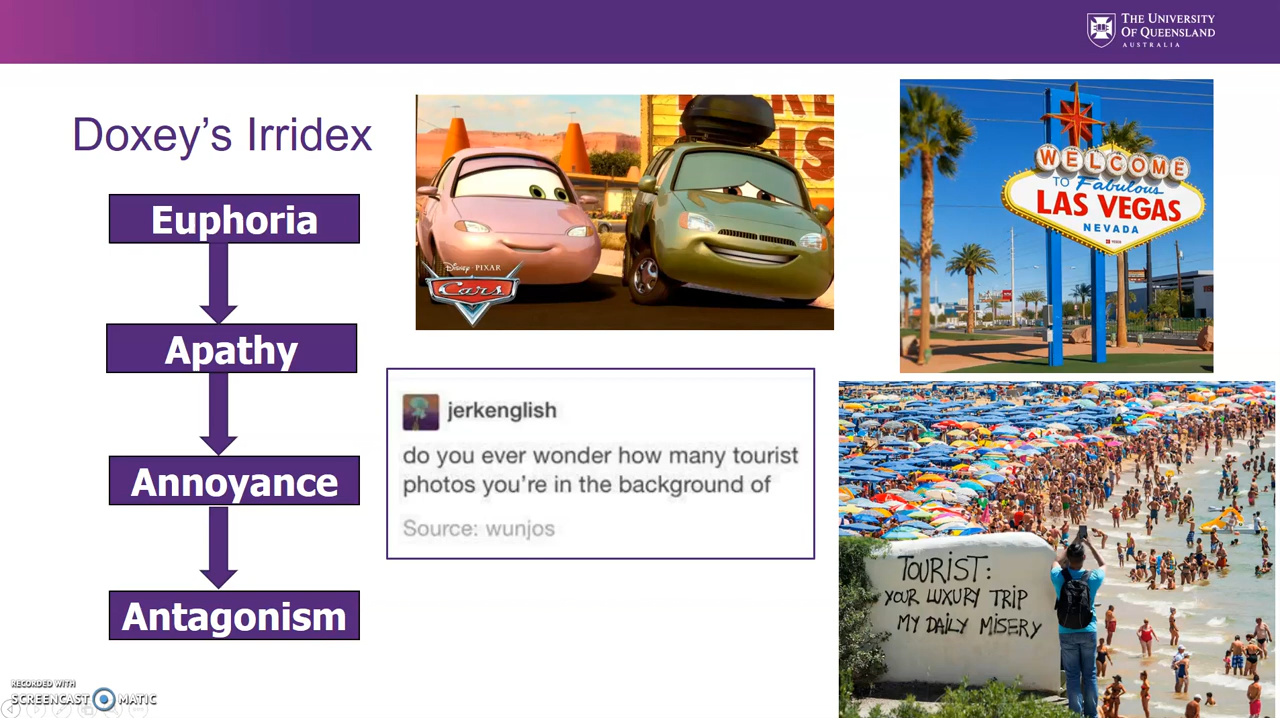 THE UNIVERSITY
OF QUEENSLAND
AUSTRALIA
Doxey's Irridex
Euphoria
Apathy
Annoyance
Antagonism
DISNEY·PIXAR
Cars
WELCOME
TO Fabulous
LAS VEGAS
NEVADA
jerkenglish
do you ever wonder how many tourist
photos you're in the background of
Source: wunjos
TOURIST:
YOUR LUXURY TRIP
MY DAILY MISERY
RECORDED WITH
SCREENCAST MATIC